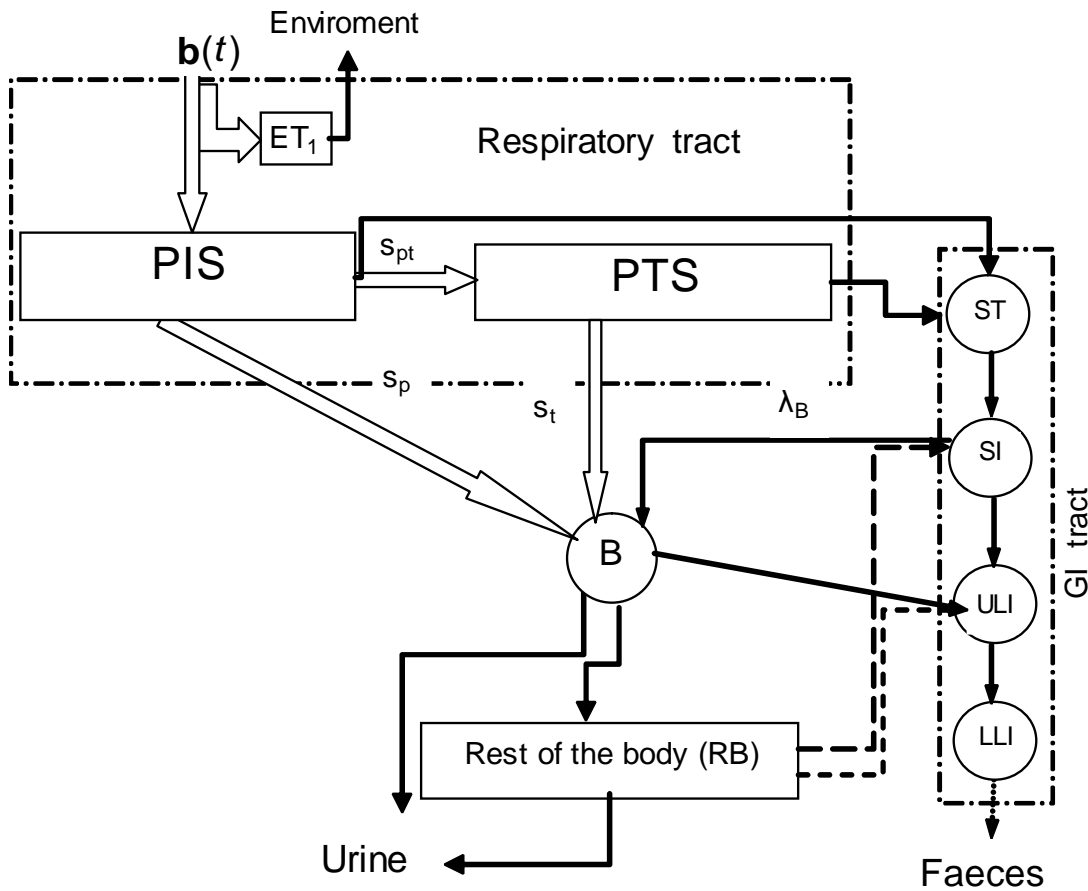 Enviroment
b(t)
ET1
Respiratory tract
PIS
spt
PTS
ST
sp
st
λB
SI
B
GI tract
ULI
LLI
Rest of the body (RB)
Urine
Faeces